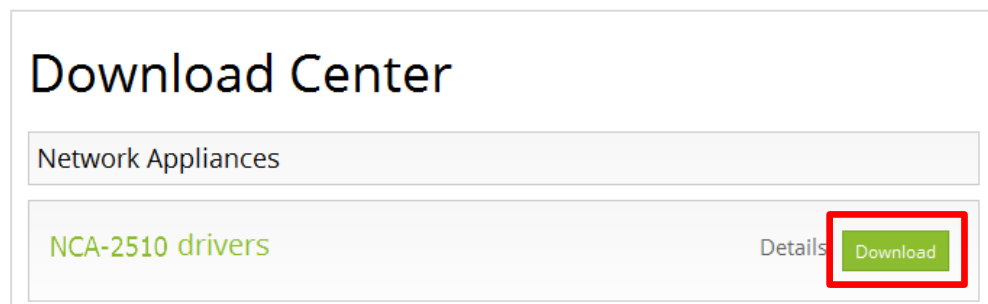 Download Center
Network Appliances
NCA-2510 drivers
Details
Download